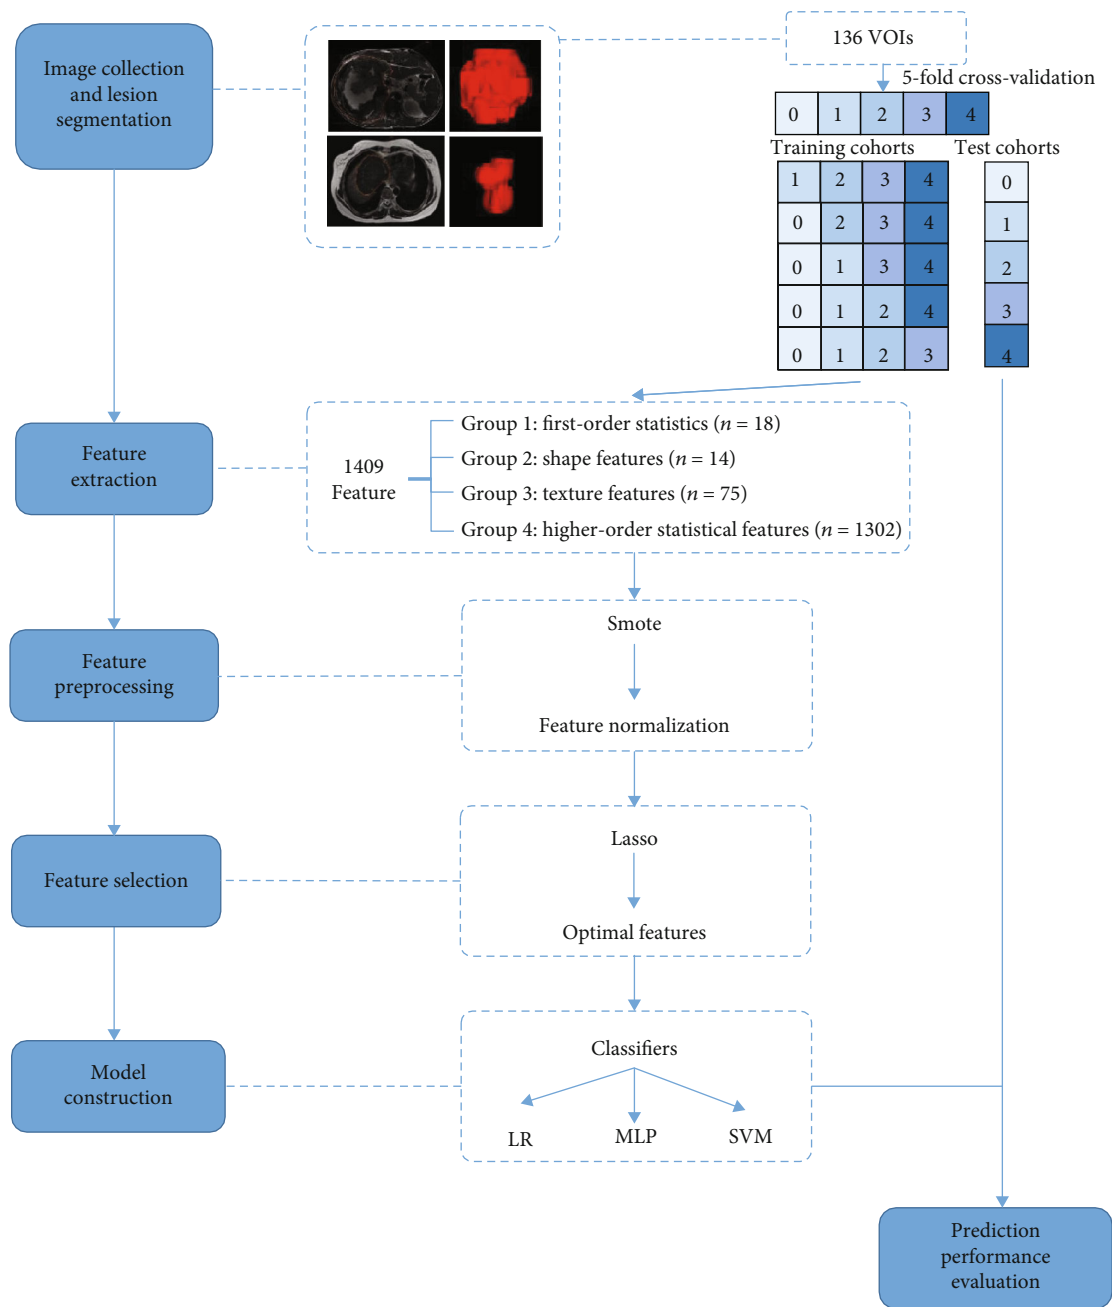 Image collection
and lesion
segmentation
136 VOIs
5-fold cross-validation
0 1 2 3 4
Training cohorts Test cohorts
1 2 3 4 0
0 2 3 4 1
0 1 3 4 2
0 1 2 4 3
0 1 2 3 4
Feature
extraction
1409
Feature
Group 1: first-order statistics (n = 18)
Group 2: shape features (n = 14)
Group 3: texture features (n = 75)
Group 4: higher-order statistical features (n = 1302)
Feature
preprocessing
Smote
Feature normalization
Feature selection
Lasso
Optimal features
Model
construction
Classifiers
LR MLP SVM
Prediction
performance
evaluation